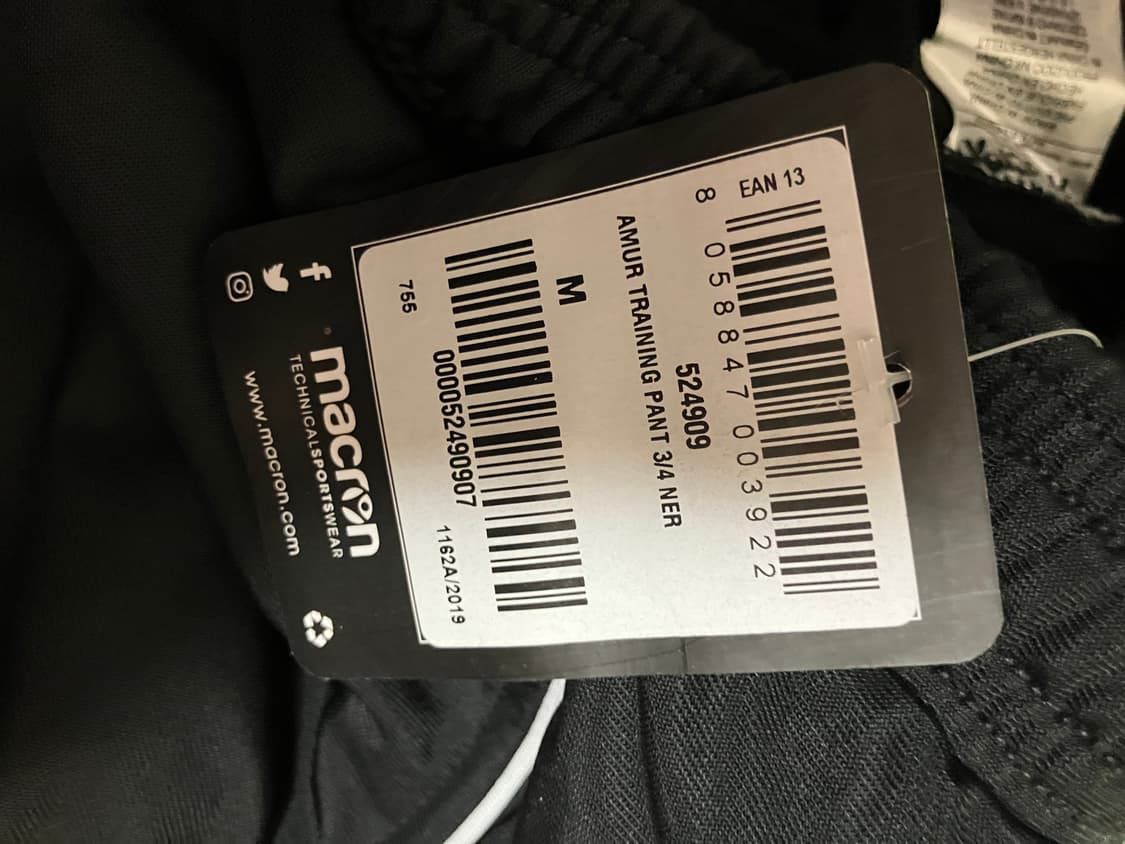 EAN 13
8 058847 003922
524909
AMUR TRAINING PANT 3/4 NER
M
000052490907
755
1162A/2019
macron
TECHNICALSPORTSWEAR
www.macron.com